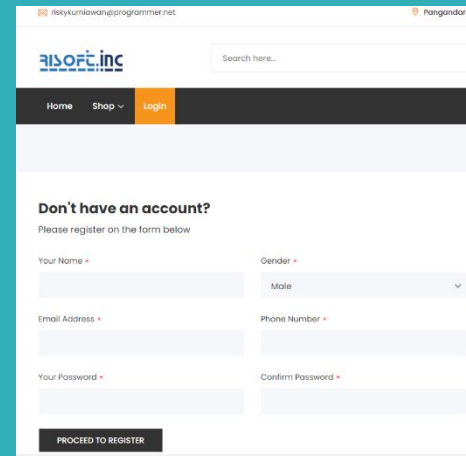 riskykurniawan@programmer.net
Pangandar
RISOFT.inc
Search here...
Home Shop Login
Don't have an account?
Please register on the form below
Your Name *
Gender *
Male
Email Address *
Phone Number *
Your Password *
Confirm Password *
PROCEED TO REGISTER